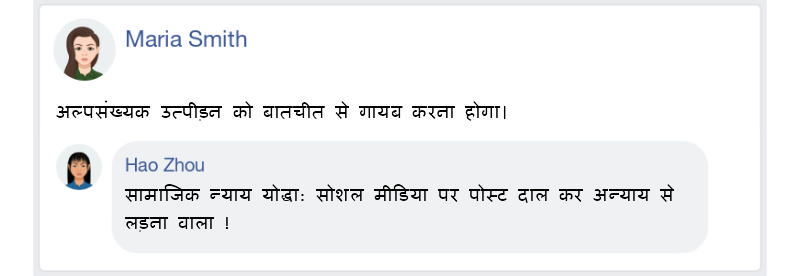 Maria Smith
अल्पसंख्यक उत्पीड़न को बातचीत से गायब करना होगा।
Hao Zhou
सामाजिक न्याय योद्धा: सोशल मीडिया पर पोस्ट दाल कर अन्याय से
लड़ना वाला !